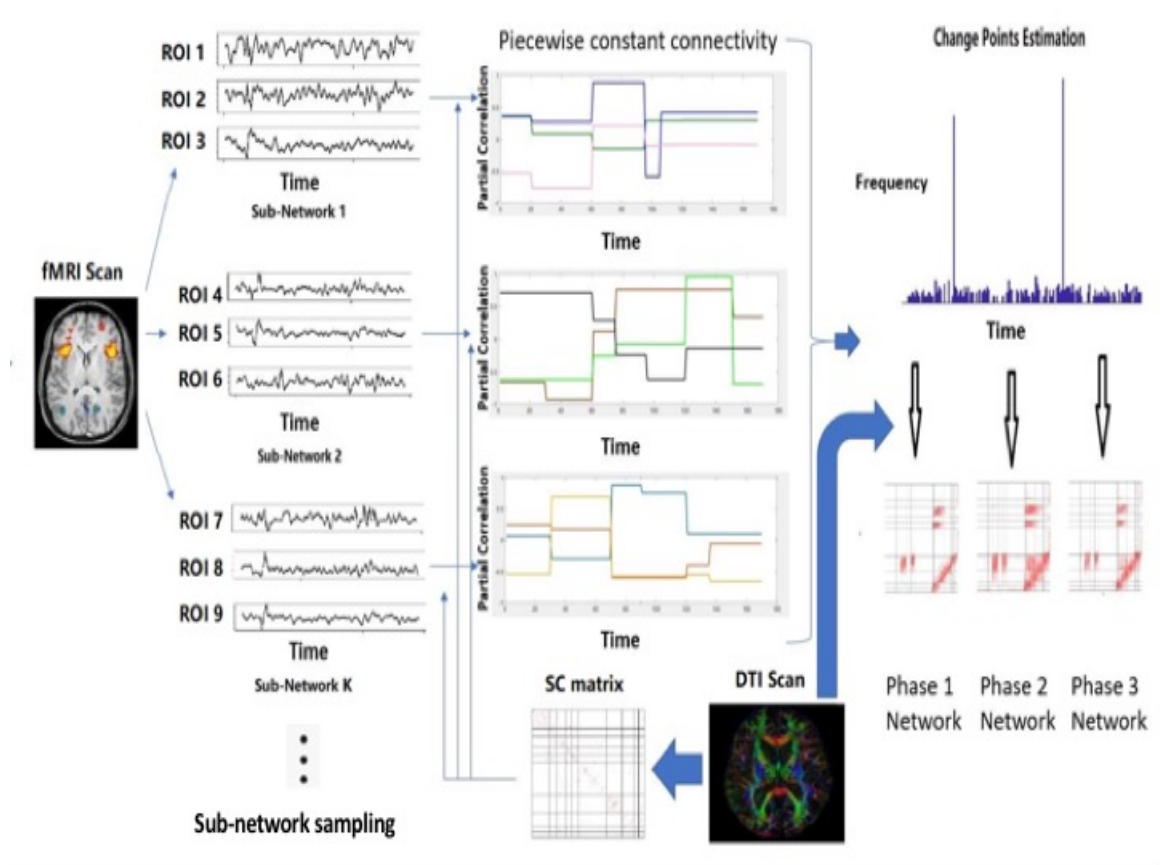 ROI 1
ROI 2
ROI 3
Time
Sub-Network 1
fMRI Scan
ROI 4
ROI 5
ROI 6
Time
Sub-Network 2
ROI 7
ROI 8
ROI 9
Time
Sub-Network K
Sub-network sampling
Piecewise constant connectivity
Partial Correlation
Time
Partial Correlation
Time
Partial Correlation
Time
SC matrix
DTI Scan
Change Points Estimation
Frequency
Time
Phase 1
Network
Phase 2
Network
Phase 3
Network